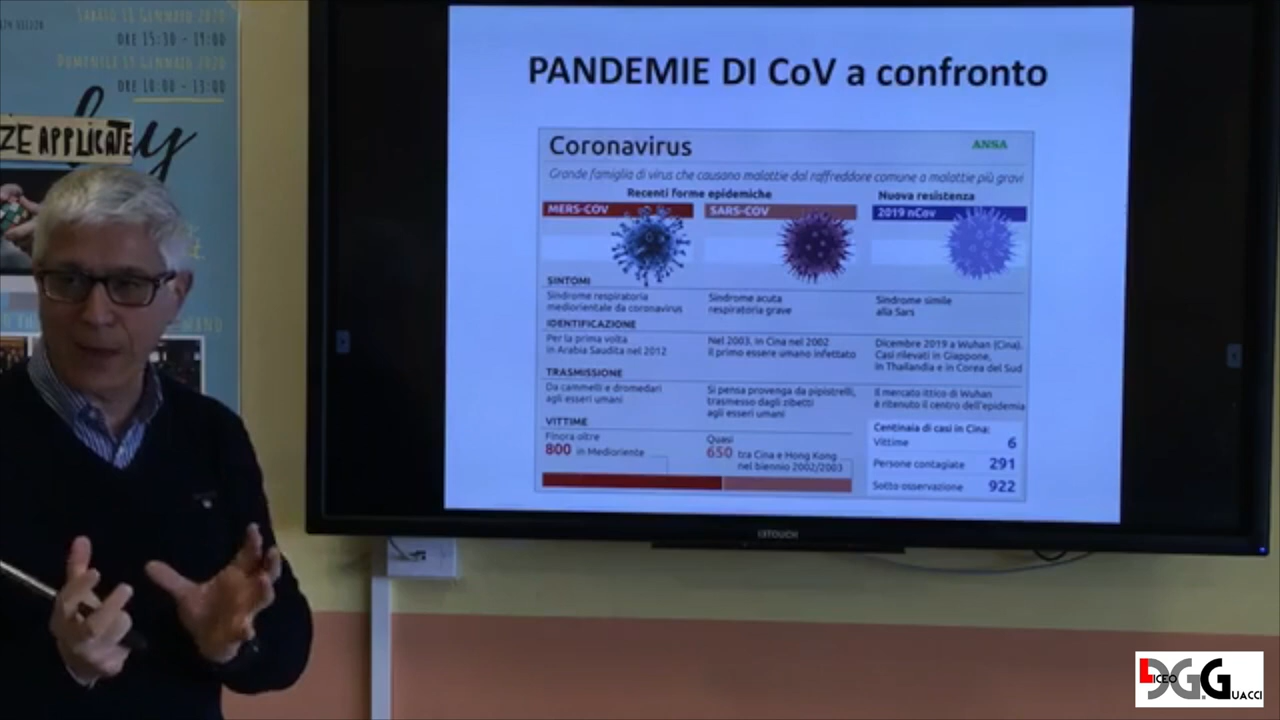 SABATO 11 GENNAIO 2020
ORE 15:30 - 19:00
ORE 10:00 - 13:00
ZE APPLICATE
PANDEMIE DI CoV a confronto
Coronavirus
ANSA
Grande famiglia di virus che causano malattie dal raffreddore comune a malattie più gravi
Recenti forme epidemiche
Nuova resistenza
MERS-COV
SARS-COV
2019 nCov
SINTOMI
Sindrome respiratoria
mediorientale da coronavirus
Sindrome acuta
respiratoria grave
Sindrome simile
alla Sars
IDENTIFICAZIONE
Per la prima volta
in Arabia Saudita nel 2012
Nel 2003. In Cina nel 2002
il primo essere umano infettato
Dicembre 2019 a Wuhan (Cina).
Casi rilevati in Giappone,
in Thailandia e in Corea del Sud
TRASMISSIONE
Da cammelli e dromedari
agli esseri umani
Si pensa provenga da pipistrelli,
trasmesso dagli zibetti
agli esseri umani
Il mercato ittico di Wuhan
è ritenuto il centro dell'epidemia
VITTIME
Finora oltre
800 in Medioriente
Quasi
650 tra Cina e Hong Kong
nel biennio 2002/2003
Centinaia di casi in Cina:
Vittime 6
Persone contagiate 291
Sotto osservazione 922
LICEO G.GUACCI